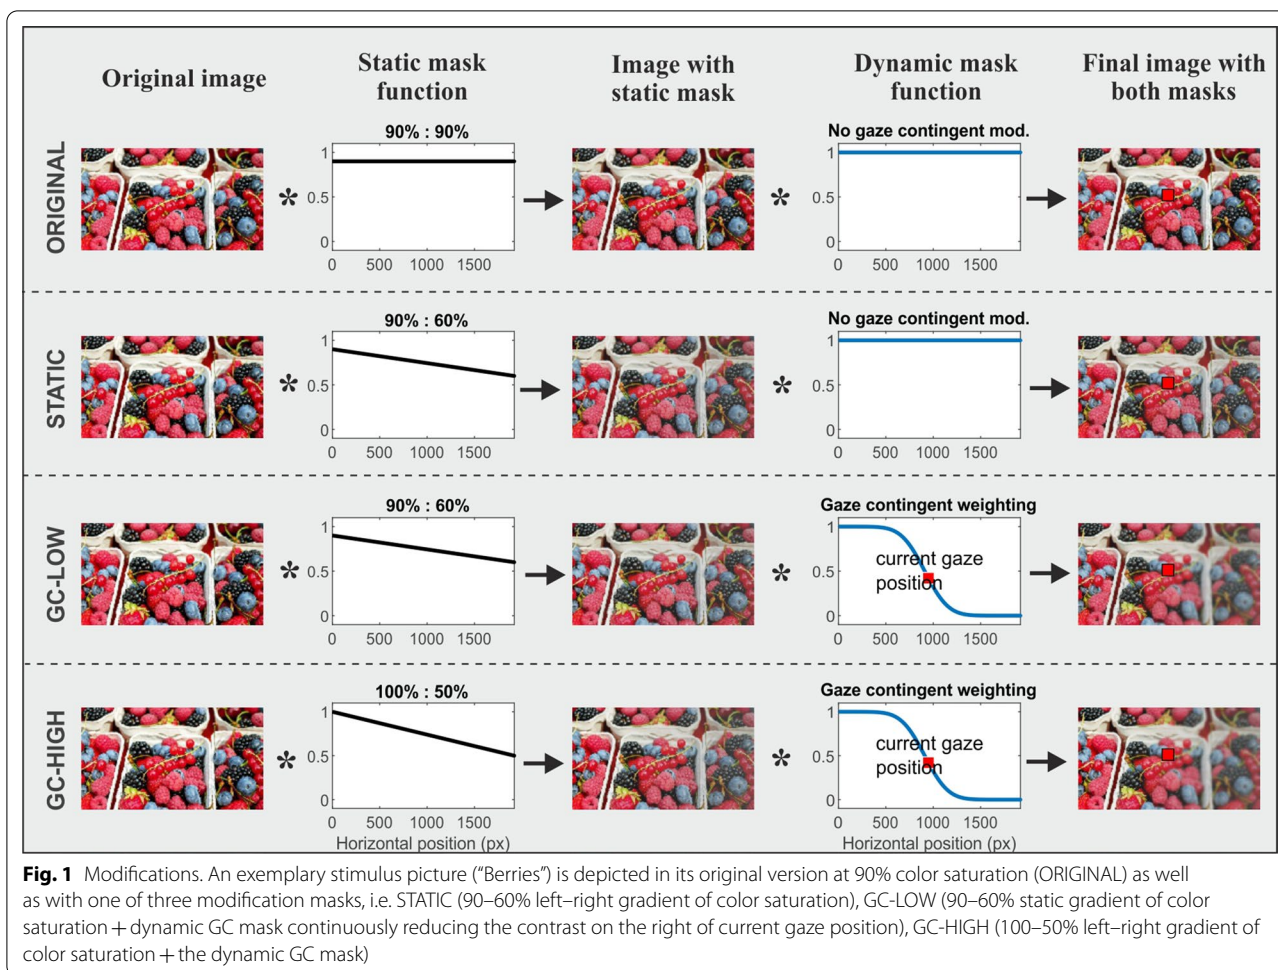 Original image
Static mask
function
Image with
static mask
Dynamic mask
function
Final image with
both masks
ORIGINAL
90% : 90%
No gaze contingent mod.
*
*
1
0.5
0
0 500 1000 1500
1
0.5
0
0 500 1000 1500
STATIC
90% : 60%
No gaze contingent mod.
*
*
1
0.5
0
0 500 1000 1500
1
0.5
0
0 500 1000 1500
GC-LOW
90% : 60%
Gaze contingent weighting
*
*
1
0.5
0
0 500 1000 1500
1
0.5
0
current gaze
position
0 500 1000 1500
GC-HIGH
100% : 50%
Gaze contingent weighting
*
*
1
0.5
0
0 500 1000 1500
Horizontal position (px)
1
0.5
0
current gaze
position
0 500 1000 1500
Horizontal position (px)
Fig. 1 Modifications. An exemplary stimulus picture (“Berries”) is depicted in its original version at 90% color saturation (ORIGINAL) as well
as with one of three modification masks, i.e. STATIC (90–60% left–right gradient of color saturation), GC-LOW (90–60% static gradient of color
saturation + dynamic GC mask continuously reducing the contrast on the right of current gaze position), GC-HIGH (100–50% left–right gradient of
color saturation + the dynamic GC mask)